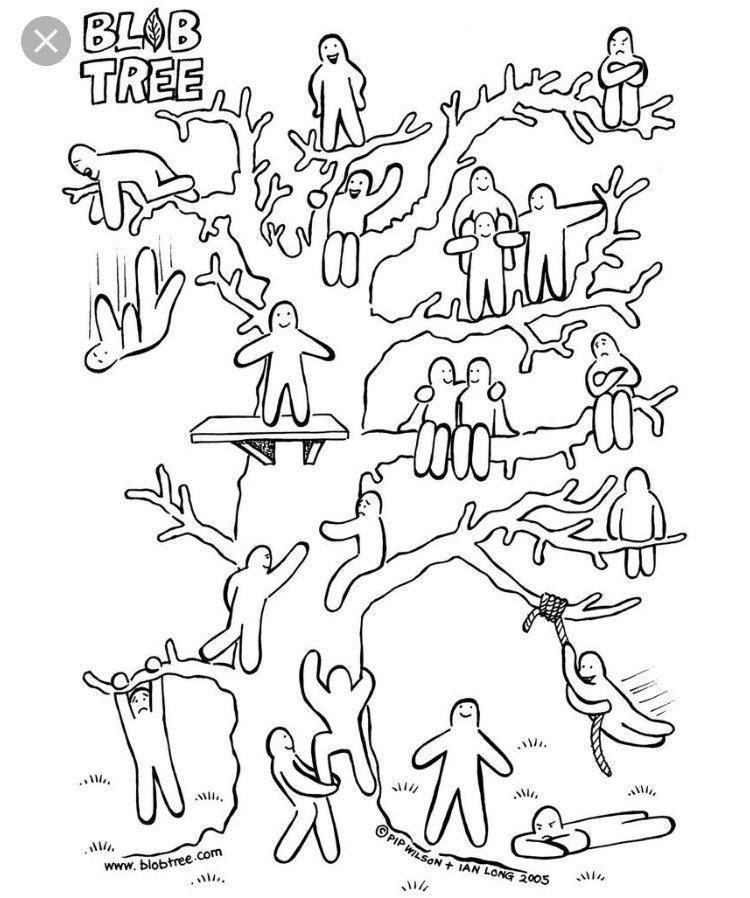 BLOB
TREE
www.blobtree.com
©PIP WILSON + IAN LONG 2005